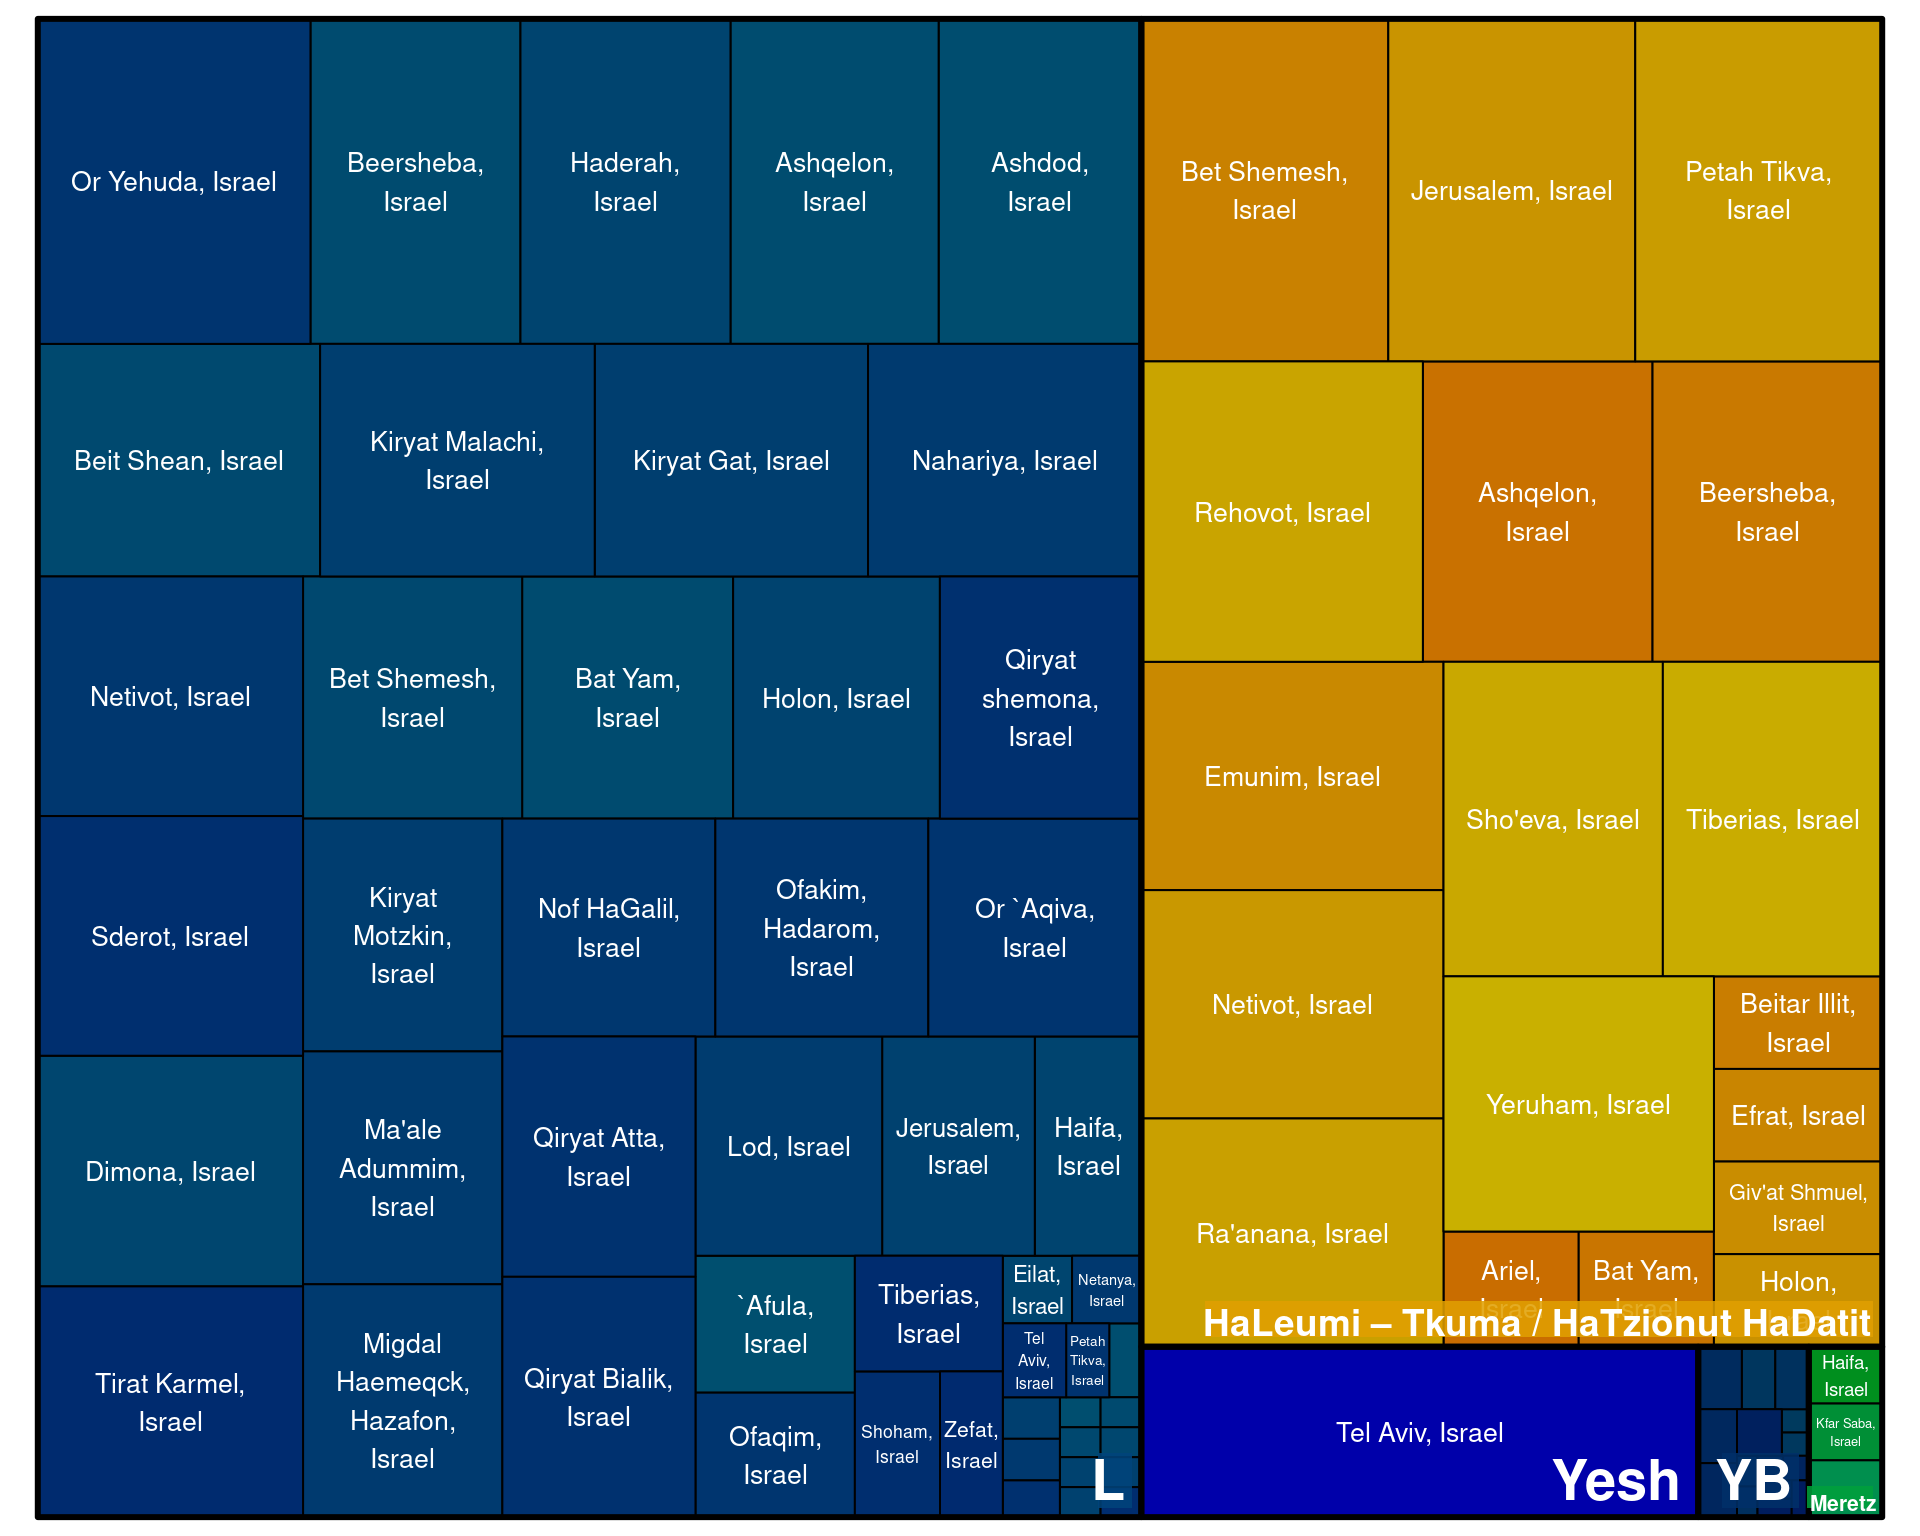 Or Yehuda, Israel
Beersheba,
Israel
Haderah,
Israel
Ashqelon,
Israel
Ashdod,
Israel
Beit Shean, Israel
Kiryat Malachi,
Israel
Kiryat Gat, Israel
Nahariya, Israel
Netivot, Israel
Bet Shemesh,
Israel
Bat Yam,
Israel
Holon, Israel
Qiryat
shemona,
Israel
Sderot, Israel
Kiryat
Motzkin,
Israel
Nof HaGalil,
Israel
Ofakim,
Hadarom,
Israel
Or `Aqiva,
Israel
Dimona, Israel
Ma'ale
Adummim,
Israel
Qiryat Atta,
Israel
Lod, Israel
Jerusalem,
Israel
Haifa,
Israel
Tirat Karmel,
Israel
Migdal
Haemeqck,
Hazafon,
Israel
Qiryat Bialik,
Israel
`Afula,
Israel
Ofaqim,
Israel
Tiberias,
Israel
Shoham,
Israel
Zefat,
Israel
Eilat,
Israel
Netanya,
Israel
Tel
Aviv,
Israel
Petah
Tikva,
Israel
L
Bet Shemesh,
Israel
Jerusalem, Israel
Petah Tikva,
Israel
Rehovot, Israel
Ashqelon,
Israel
Beersheba,
Israel
Emunim, Israel
Sho'eva, Israel
Tiberias, Israel
Netivot, Israel
Yeruham, Israel
Beitar Illit,
Israel
Efrat, Israel
Giv'at Shmuel,
Israel
Ra'anana, Israel
Ariel,
Israel
Bat Yam,
Israel
Holon,
HaLeumi – Tkuma / HaTzionut HaDatit
Tel Aviv, Israel
Yesh
YB
Haifa,
Israel
Kfar Saba,
Israel
Meretz